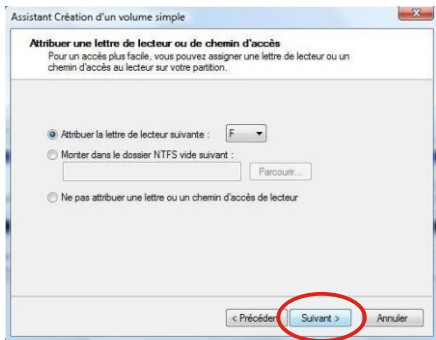 Assistant Création d'un volume simple
Attribuer une lettre de lecteur ou de chemin d'accès
Pour un accès plus facile, vous pouvez assigner une lettre de lecteur ou un
chemin d'accès au lecteur sur votre partition.
Attribuer la lettre de lecteur suivante : F
Monter dans le dossier NTFS vide suivant :
Parcourir...
Ne pas attribuer une lettre ou un chemin d'accès de lecteur
< Précédent Suivant > Annuler